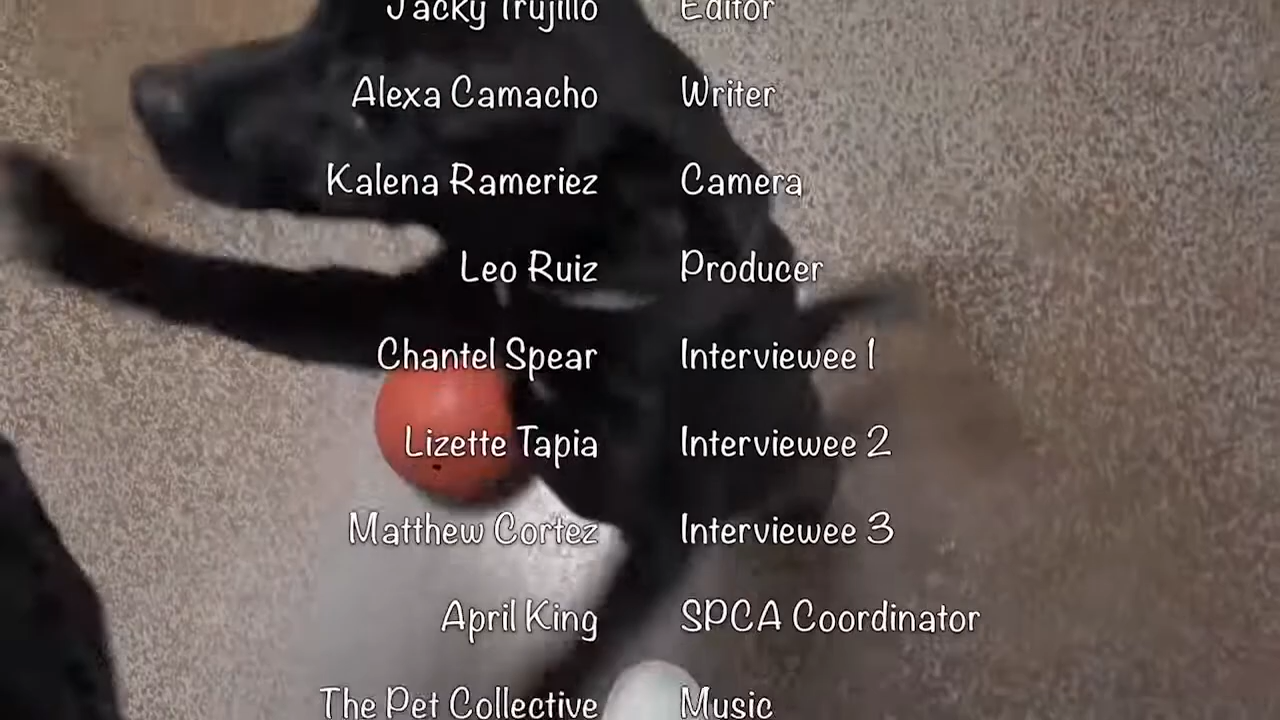 Jacky Trujillo Editor
Alexa Camacho Writer
Kalena Rameriez Camera
Leo Ruiz Producer
Chantel Spear Interviewee 1
Lizette Tapia Interviewee 2
Matthew Cortez Interviewee 3
April King SPCA Coordinator
The Pet Collective Music